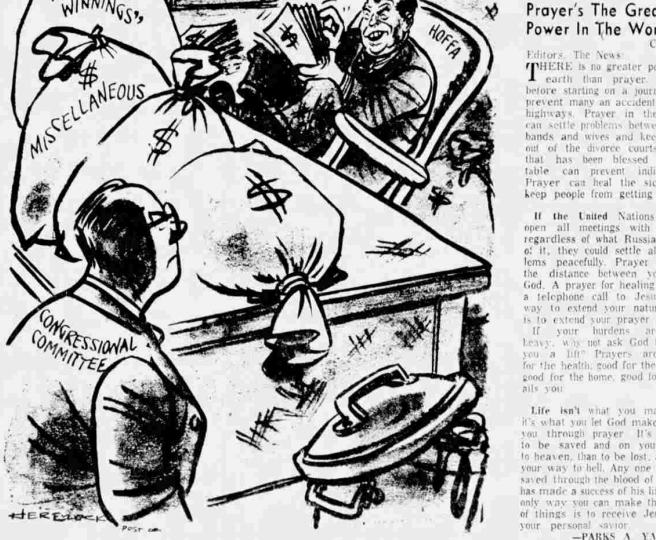 WINNINGS",
$
$
MISCELLANEOUS
$
$
$
HOFFA
CONGRESSIONAL
COMMITTEE
HERBLOCK
POST CO.
Prayer's The Grea
Power In The Wor
Editors, The News:
THERE is no greater po
earth than prayer.
before starting on a jour
prevent many an accident
highways. Prayer in the
can settle problems betwe
bands and wives and kee
out of the divorce courts
that has been blessed
table can prevent indi
Prayer can heal the sic
keep people from getting
If the United Nations
open all meetings with
regardless of what Russia
of it, they could settle al
lems peacefully. Prayer
the distance between yo
God. A prayer for healing
a telephone call to Jesu
way to extend your natur
is to extend your prayer
If your burdens ar
heavy, why not ask God
you a lift" Prayers are
for the health, good for the
good for the home, good fo
ails you
Life isn't what you ma
it's what you let God make
you through prayer It's
to be saved and on your
to heaven, than to be lost,
your way to hell. Any one
saved through the blood of
has made a success of his li
only way you can make th
of things is to receive Je
your personal savior.
—PARKS A. YA